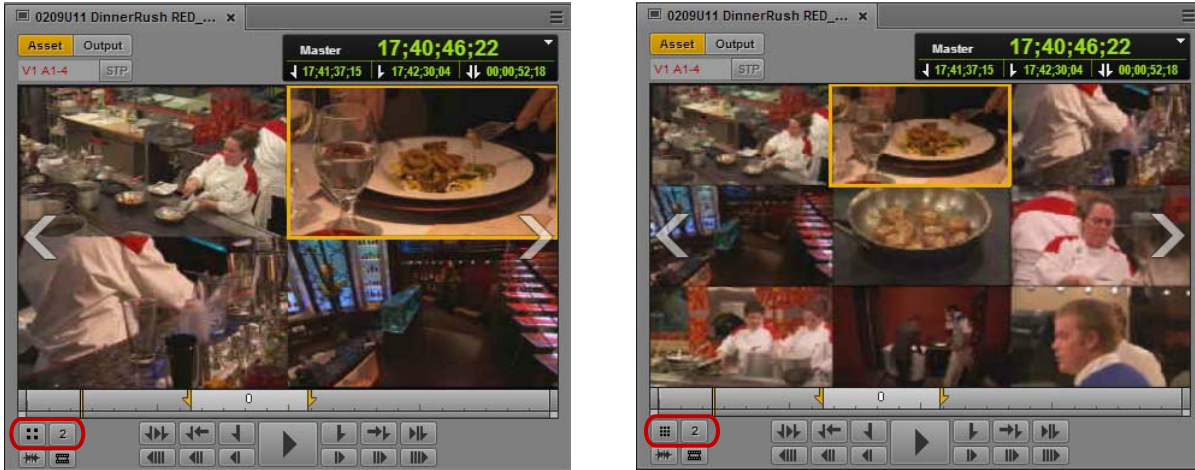 0209U11 DinnerRush RED_... x
Asset Output
Master 17;40;46;22
V1 A1-4 STP
17;41;37;15 17;42;30;04 00;00;52;18
0
2
0209U11 DinnerRush RED_... x
Asset Output
Master 17;40;46;22
V1 A1-4 STP
17;41;37;15 17;42;30;04 00;00;52;18
0
2